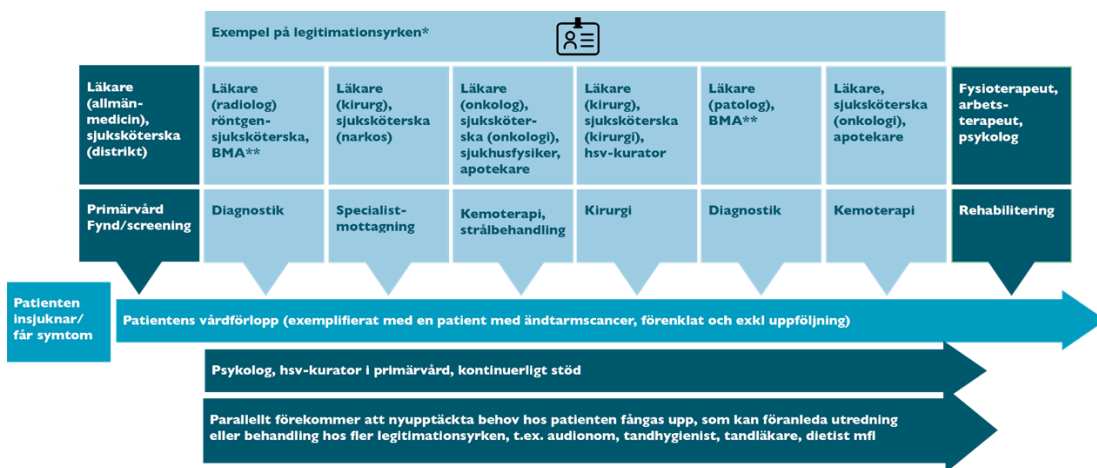 Exempel på legitimationsyrken*
Läkare
(allmän-
medicin),
sjuksköterska
(distrikt)
Läkare
(radiolog)
röntgen-
sjuksköterska,
BMA**
Läkare
(kirurg),
sjuksköterska
(narkos)
Läkare
(onkolog),
sjuksköter-
ska (onkologi),
sjukhusfysiker,
apotekare
Läkare
(kirurg),
sjuksköterska
(kirurgi),
hsv-kurator
Läkare
(patolog),
BMA**
Läkare,
sjuksköterska
(onkologi),
apotekare
Fysioterapeut,
arbets-
terapeut,
psykolog
Primärvård
Fynd/screening
Diagnostik
Specialist-
mottagning
Kemoterapi,
strålbehandling
Kirurgi
Diagnostik
Kemoterapi
Rehabilitering
Patienten
insjuknar/
får symtom
Patientens vårdförlopp (exemplifierat med en patient med ändtarmscancer, förenklat och exkl uppföljning)
Psykolog, hsv-kurator i primärvård, kontinuerligt stöd
Parallellt förekommer att nyupptäckta behov hos patienten fångas upp, som kan föranleda utredning
eller behandling hos fler legitimationsyrken, t.ex. audionom, tandhygienist, tandläkare, dietist mfl